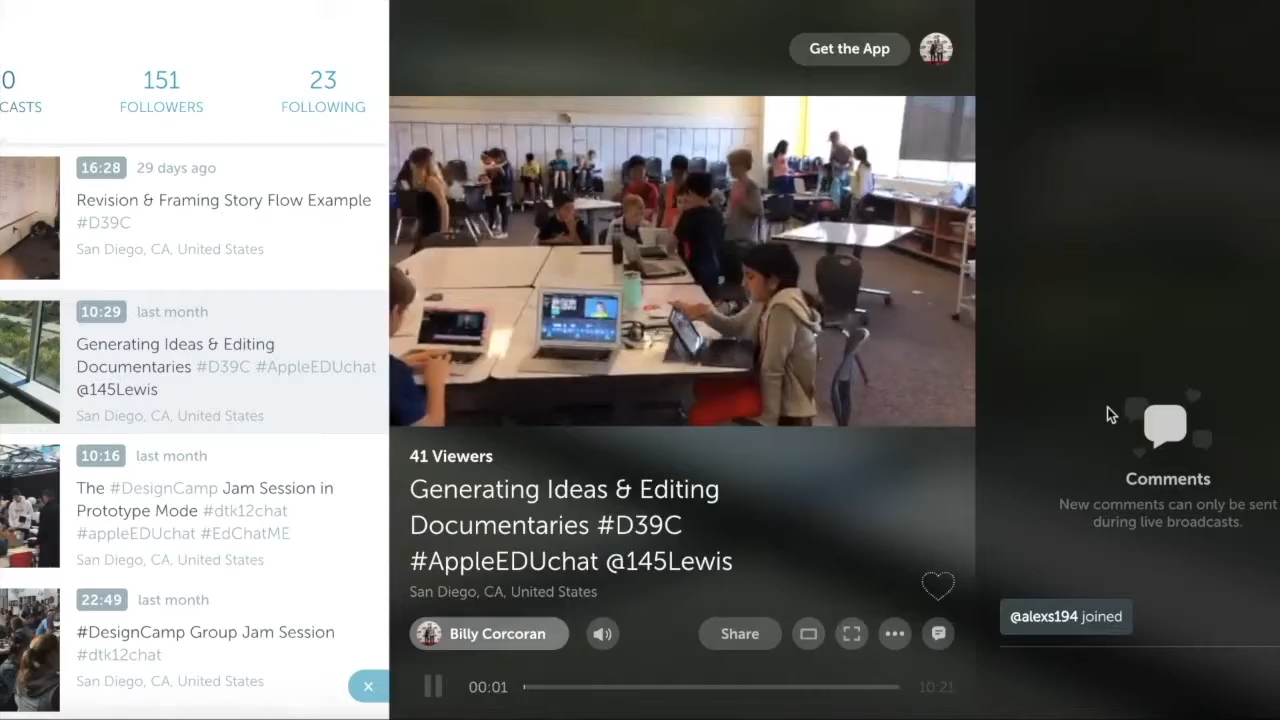 0
CASTS
151
FOLLOWERS
23
FOLLOWING
16:28 29 days ago
Revision & Framing Story Flow Example
#D39C
San Diego, CA, United States
10:29 last month
Generating Ideas & Editing
Documentaries #D39C #AppleEDUchat
@145Lewis
San Diego, CA, United States
10:16 last month
The #DesignCamp Jam Session in
Prototype Mode #dtk12chat
#appleEDUchat #EdChatME
San Diego, CA, United States
22:49 last month
#DesignCamp Group Jam Session
#dtk12chat
San Diego, CA, United States
Get the App
41 Viewers
Generating Ideas & Editing
Documentaries #D39C
#AppleEDUchat @145Lewis
San Diego, CA, United States
Billy Corcoran
Share
00:01
10:21
Comments
New comments can only be sent
during live broadcasts.
@alexs194 joined